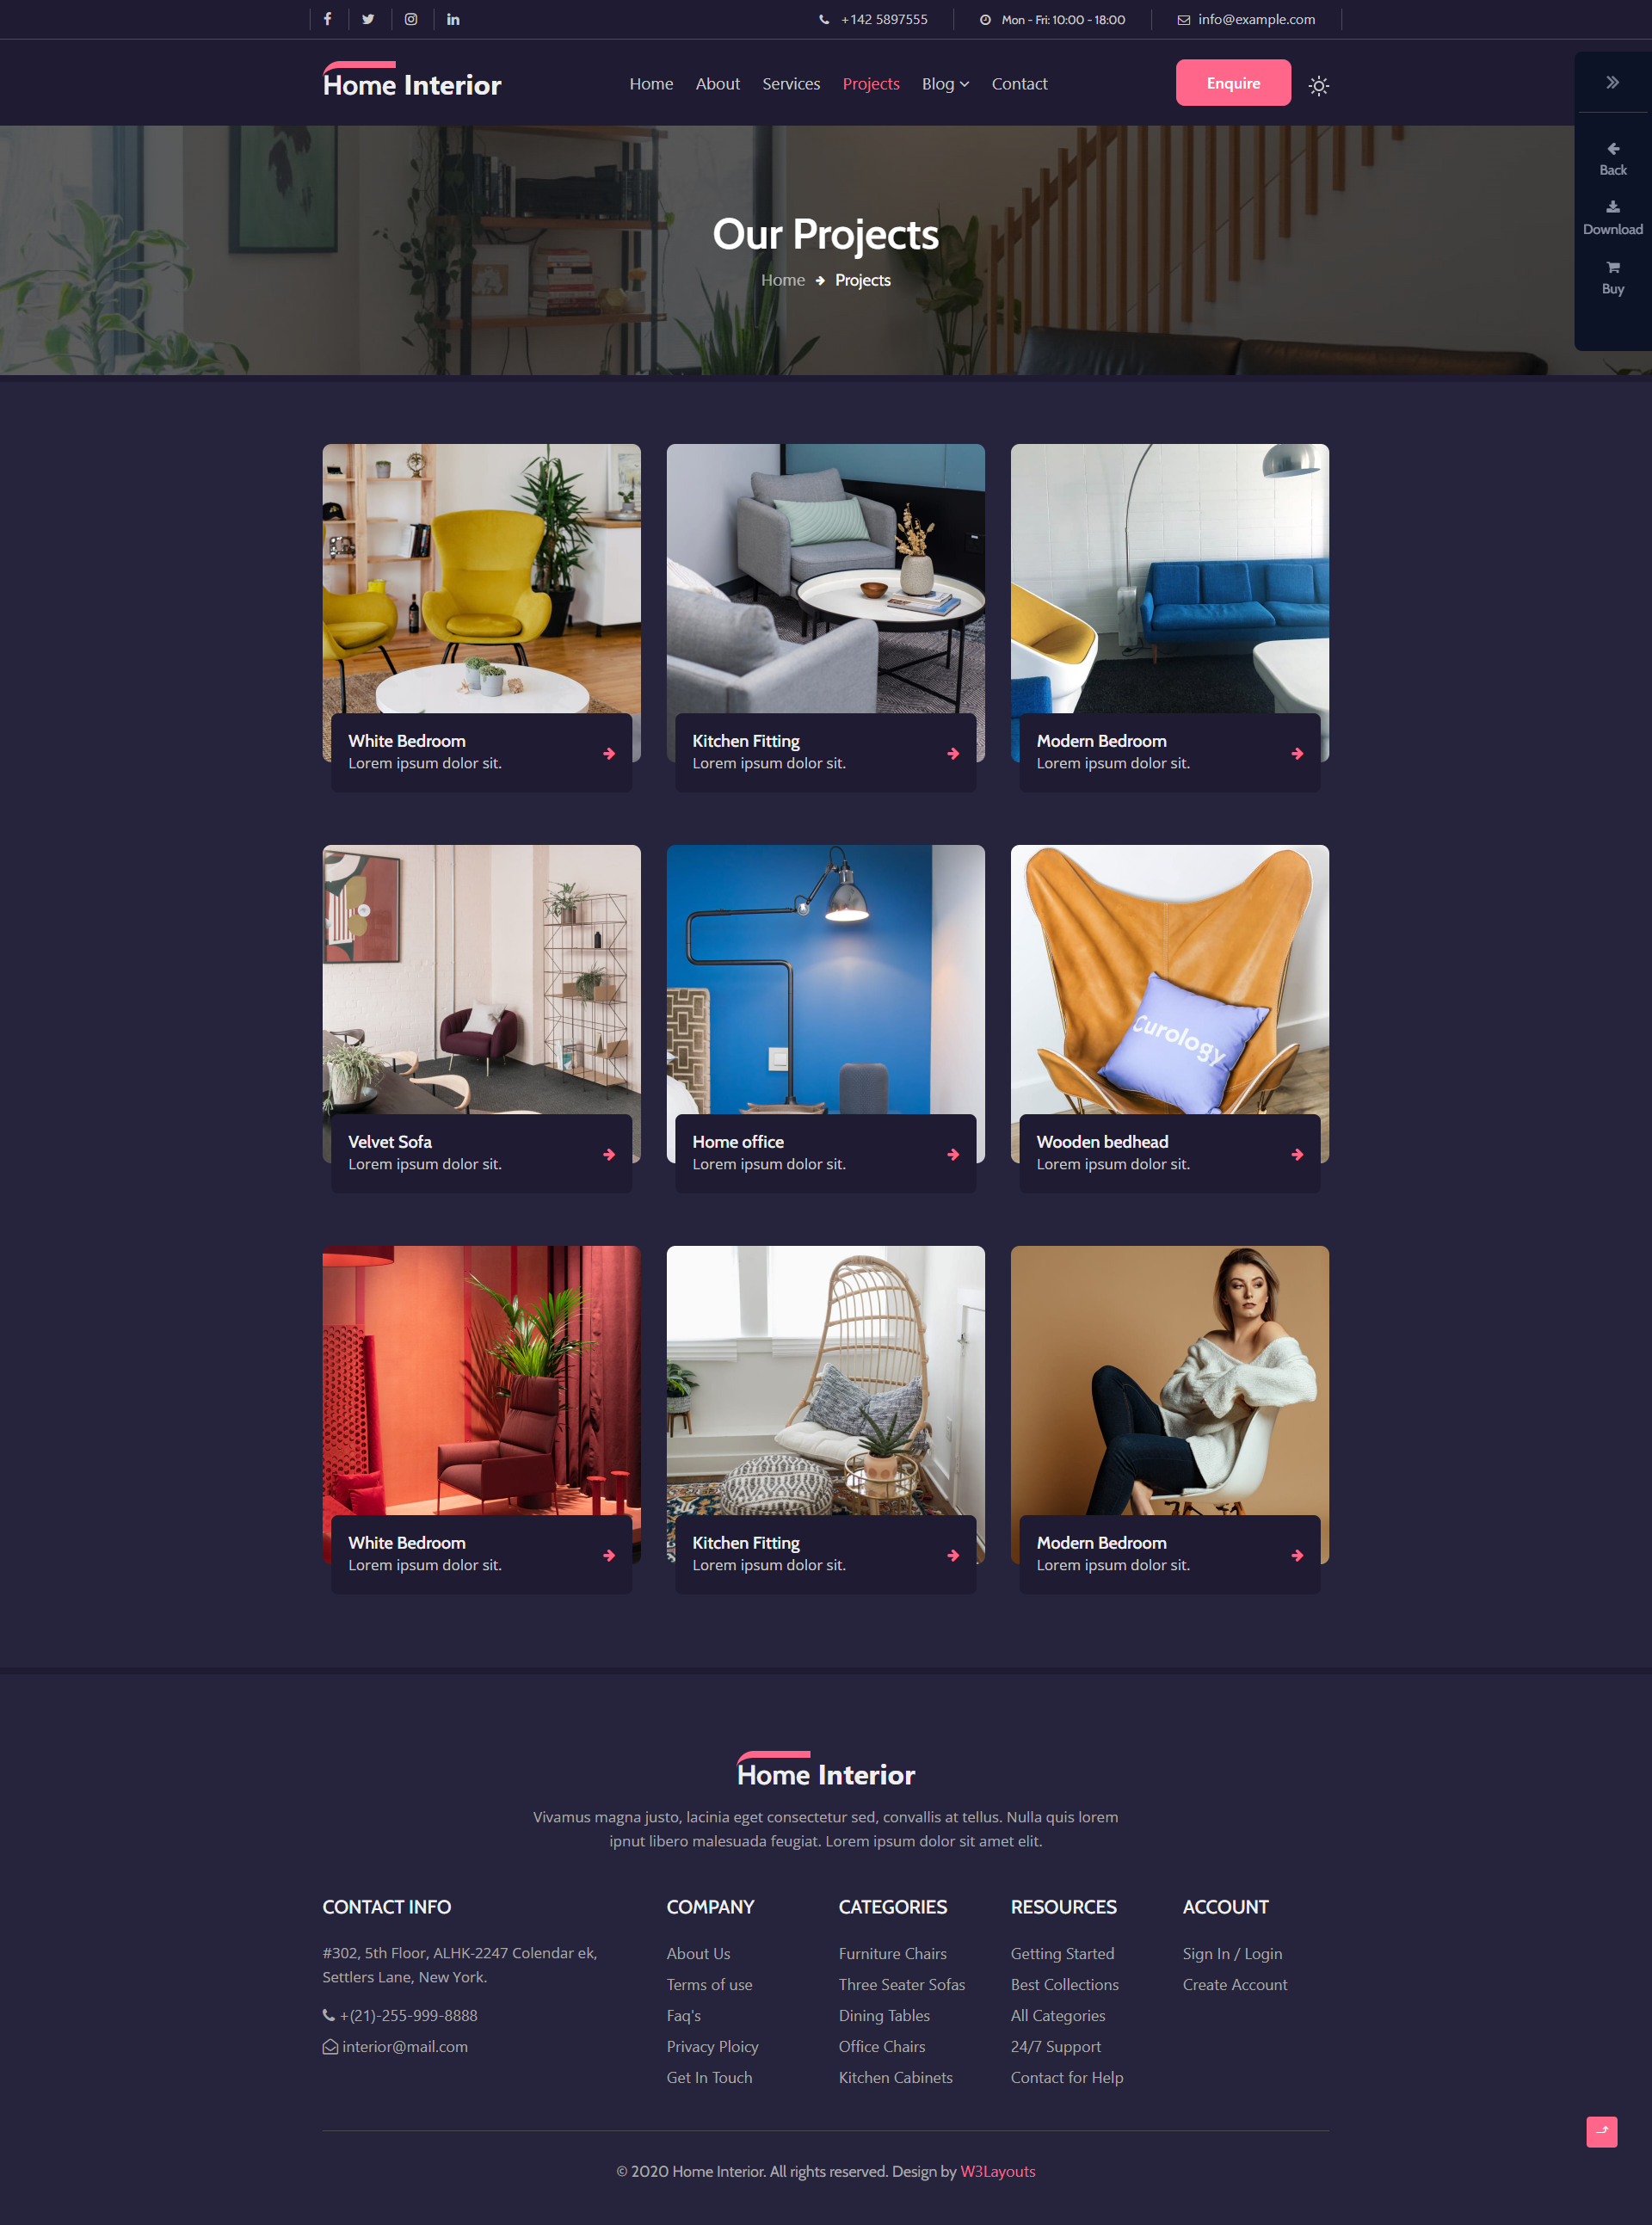 +142 5897555
Mon - Fri: 10:00 - 18:00
info@example.com
Home Interior
Home
About
Services
Projects
Blog
Contact
Enquire
Back
Download
Buy
Our Projects
Home
Projects
White Bedroom
Lorem ipsum dolor sit.
Kitchen Fitting
Lorem ipsum dolor sit.
Modern Bedroom
Lorem ipsum dolor sit.
Curology
Velvet Sofa
Lorem ipsum dolor sit.
Home office
Lorem ipsum dolor sit.
Wooden bedhead
Lorem ipsum dolor sit.
White Bedroom
Lorem ipsum dolor sit.
Kitchen Fitting
Lorem ipsum dolor sit.
Modern Bedroom
Lorem ipsum dolor sit.
Home Interior
Vivamus magna justo, lacinia eget consectetur sed, convallis at tellus. Nulla quis lorem
ipnut libero malesuada feugiat. Lorem ipsum dolor sit amet elit.
CONTACT INFO
#302, 5th Floor, ALHK-2247 Colendar ek,
Settlers Lane, New York.
+(21)-255-999-8888
interior@mail.com
COMPANY
About Us
Terms of use
Faq's
Privacy Ploicy
Get In Touch
CATEGORIES
Furniture Chairs
Three Seater Sofas
Dining Tables
Office Chairs
Kitchen Cabinets
RESOURCES
Getting Started
Best Collections
All Categories
24/7 Support
Contact for Help
ACCOUNT
Sign In / Login
Create Account
© 2020 Home Interior. All rights reserved. Design by W3Layouts